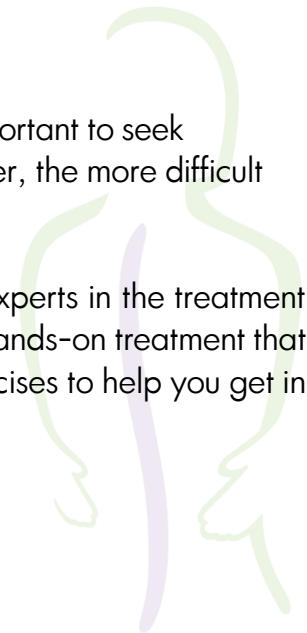 ortant to seek
er, the more difficult
xperts in the treatment
ands-on treatment that
cises to help you get in